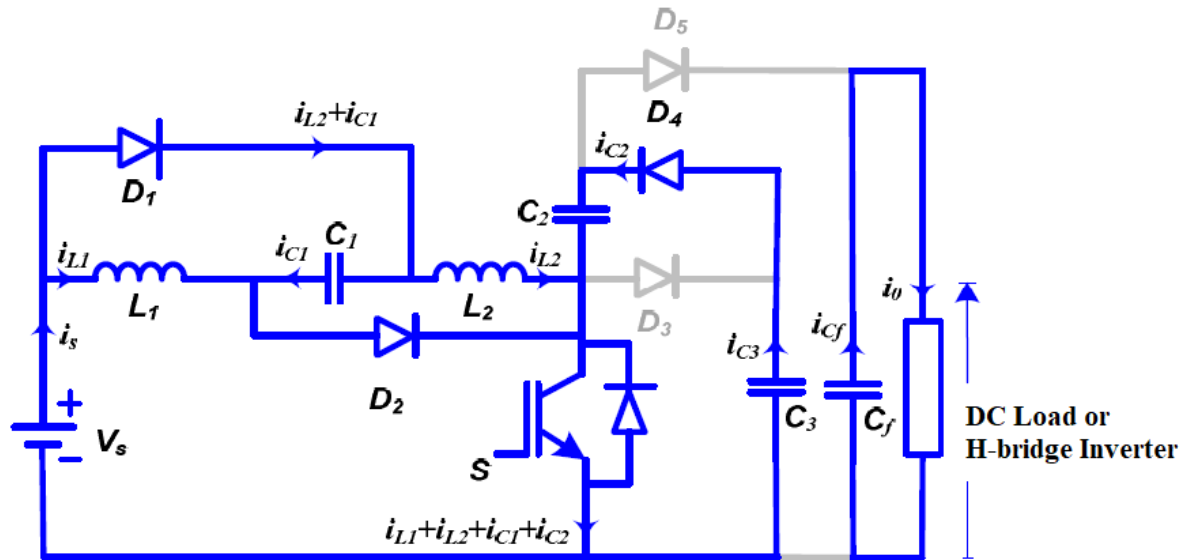 D5
D4
iL2+iC1
iC2
D1
C2
iL1
iC1
C1
iL2
L1
L2
D3
i0
is
iC3
iCf
D2
+
Vs
−
C3
Cf
DC Load or
H-bridge Inverter
S
iL1+iL2+iC1+iC2